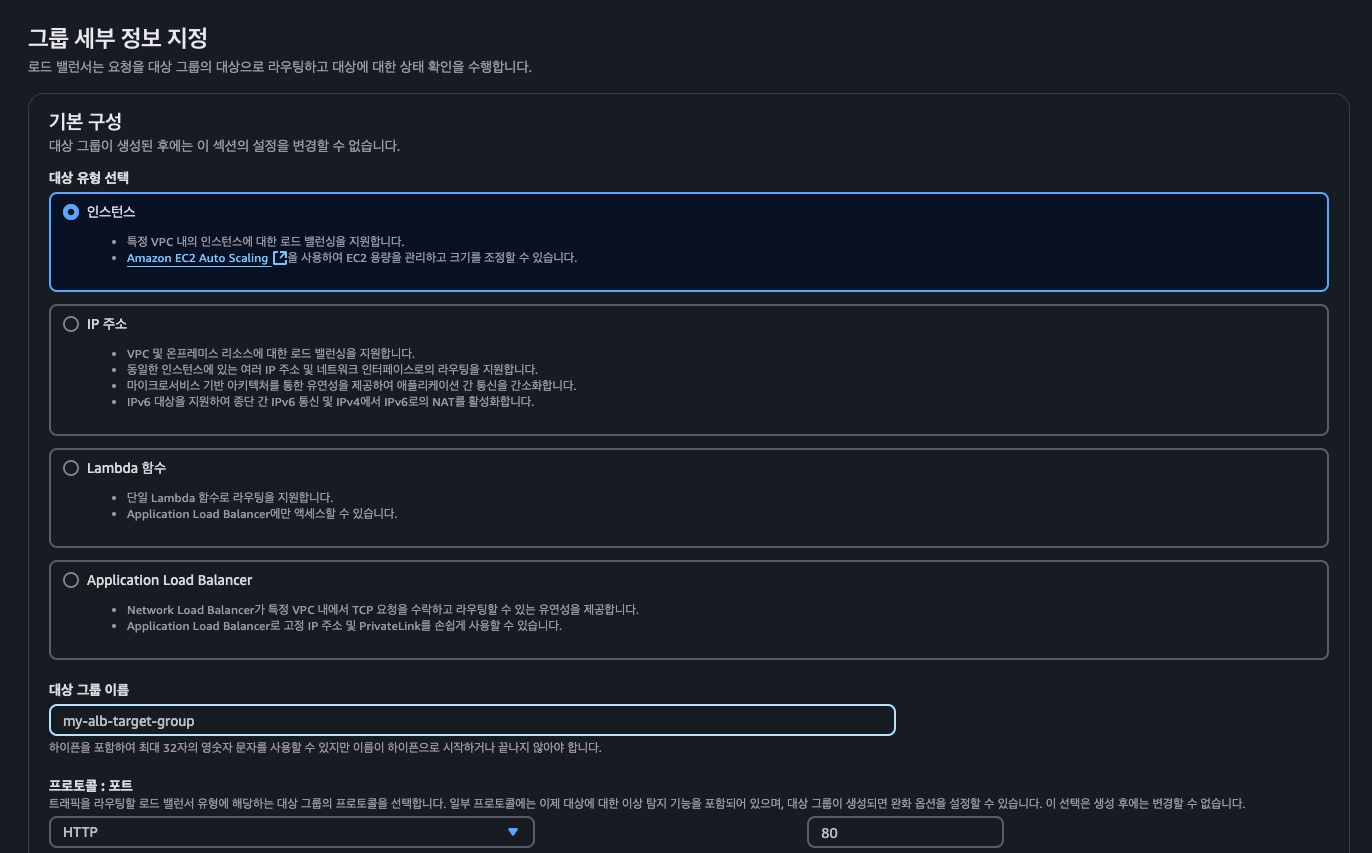 그룹 세부 정보 지정
로드 밸런서는 요청을 대상 그룹의 대상으로 라우팅하고 대상에 대한 상태 확인을 수행합니다.
기본 구성
대상 그룹이 생성된 후에는 이 섹션의 설정을 변경할 수 없습니다.
대상 유형 선택
인스턴스
• 특정 VPC 내의 인스턴스에 대한 로드 밸런싱을 지원합니다.
• Amazon EC2 Auto Scaling 을 사용하여 EC2 용량을 관리하고 크기를 조정할 수 있습니다.
IP 주소
• VPC 및 온프레미스 리소스에 대한 로드 밸런싱을 지원합니다.
• 동일한 인스턴스에 있는 여러 IP 주소 및 네트워크 인터페이스로의 라우팅을 지원합니다.
• 마이크로서비스 기반 아키텍처를 통한 유연성을 제공하여 애플리케이션 간 통신을 간소화합니다.
• IPv6 대상을 지원하여 종단 간 IPv6 통신 및 IPv4에서 IPv6로의 NAT를 활성화합니다.
Lambda 함수
• 단일 Lambda 함수로 라우팅을 지원합니다.
• Application Load Balancer에만 액세스할 수 있습니다.
Application Load Balancer
• Network Load Balancer가 특정 VPC 내에서 TCP 요청을 수락하고 라우팅할 수 있는 유연성을 제공합니다.
• Application Load Balancer로 고정 IP 주소 및 PrivateLink를 손쉽게 사용할 수 있습니다.
대상 그룹 이름
my-alb-target-group
하이픈을 포함하여 최대 32자의 영숫자 문자를 사용할 수 있지만 이름이 하이픈으로 시작하거나 끝나지 않아야 합니다.
프로토콜 : 포트
트래픽을 라우팅할 로드 밸런서 유형에 해당하는 대상 그룹의 프로토콜을 선택합니다. 일부 프로토콜에는 이제 대상에 대한 이상 탐지 기능을 포함되어 있으며, 대상 그룹이 생성되면 완화 옵션을 설정할 수 있습니다. 이 선택은 생성 후에는 변경할 수 없습니다.
HTTP 80